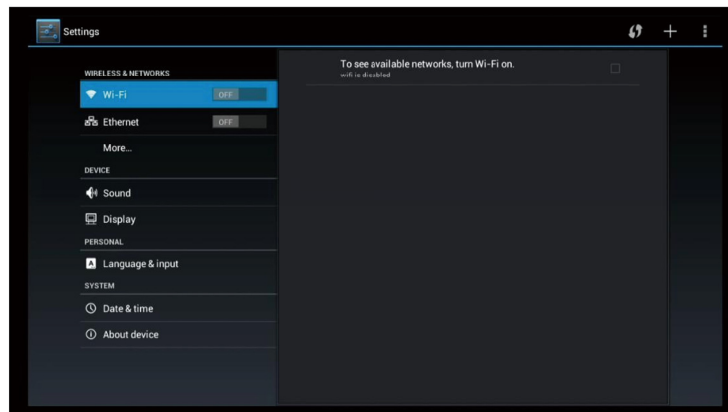 Settings
WIRELESS & NETWORKS
Wi-Fi OFF
Ethernet OFF
More...
DEVICE
Sound
Display
PERSONAL
A Language & input
SYSTEM
Date & time
About device
To see available networks, turn Wi-Fi on.
wifi is disabled